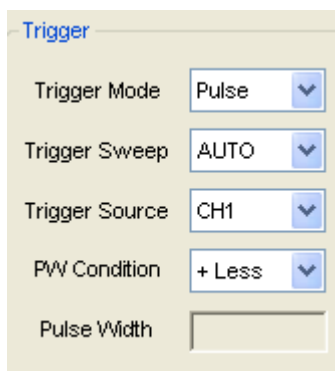 Trigger
Trigger Mode Pulse
Trigger Sweep AUTO
Trigger Source CH1
PW Condition + Less
Pulse Width